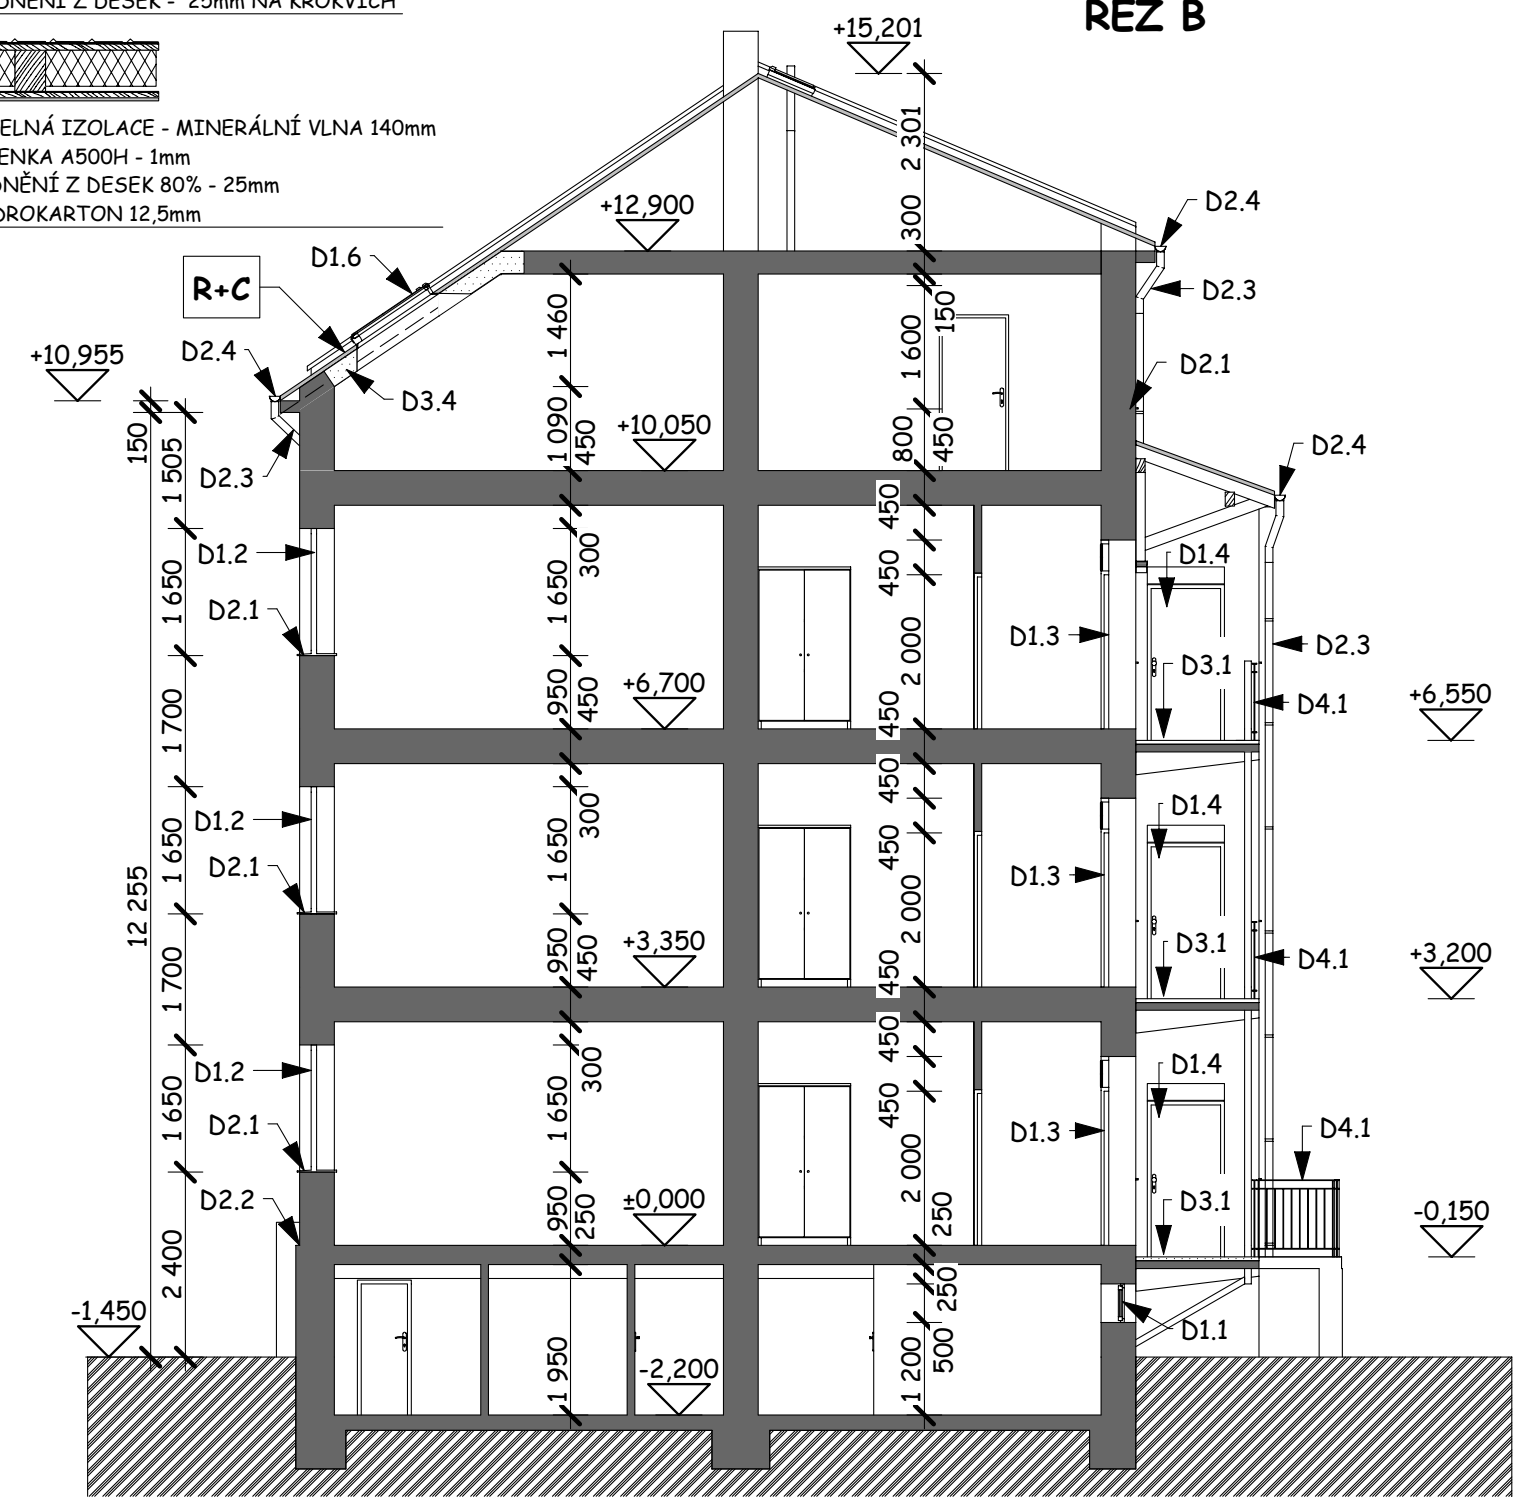 25mm NA KROKVÍCH
ŘEZ B
IZOLACE - MINERÁLNÍ VLNA 140mm
A500H - 1mm
Z DESEK 80% - 25mm
12,5mm
+15,201
2 301
300
+12,900
D2.4
D2.3
D1.6
R+C
D2.4
+10,955
D3.4
1 460
1 600
150
D2.1
150
1 505
1 090
450
+10,050
800
450
D2.4
D2.3
D1.2
300
450
450
D1.4
1 650
1 650
D2.1
2 000
D1.3
D3.1
D2.3
+6,700
950
450
450
D4.1
+6,550
1 700
450
D1.2
300
450
D1.4
1 650
1 650
D2.1
2 000
D1.3
12 255
+3,350
950
450
450
D3.1
D4.1
+3,200
1 700
450
D1.2
300
450
D1.4
1 650
1 650
D2.1
2 000
D1.3
D4.1
D2.2
±0,000
950
250
250
D3.1
-0,150
2 400
-1,450
250
D1.1
1 950
-2,200
1 200
500